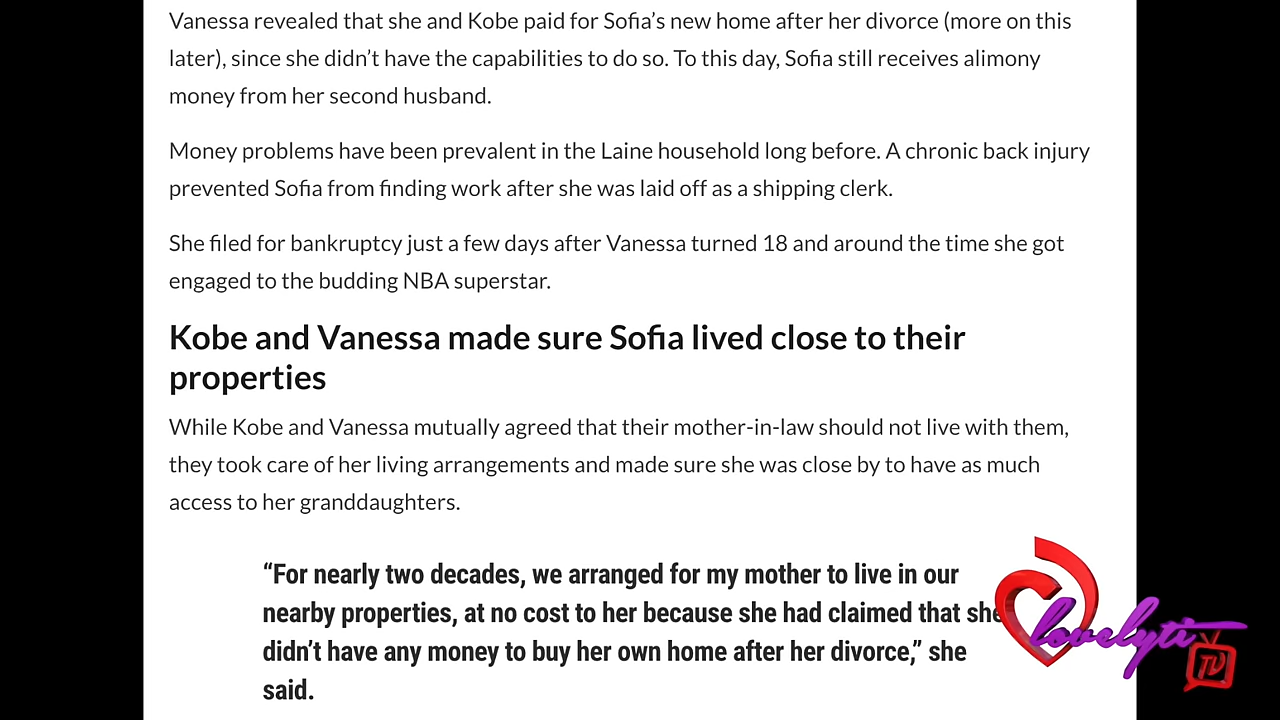 Vanessa revealed that she and Kobe paid for Sofia’s new home after her divorce (more on this
later), since she didn’t have the capabilities to do so. To this day, Sofia still receives alimony
money from her second husband.
Money problems have been prevalent in the Laine household long before. A chronic back injury
prevented Sofia from finding work after she was laid off as a shipping clerk.
She filed for bankruptcy just a few days after Vanessa turned 18 and around the time she got
engaged to the budding NBA superstar.
Kobe and Vanessa made sure Sofia lived close to their
properties
While Kobe and Vanessa mutually agreed that their mother-in-law should not live with them,
they took care of her living arrangements and made sure she was close by to have as much
access to her granddaughters.
“For nearly two decades, we arranged for my mother to live in our
nearby properties, at no cost to her because she had claimed that she
didn’t have any money to buy her own home after her divorce,” she
said.
lovelyti
TV